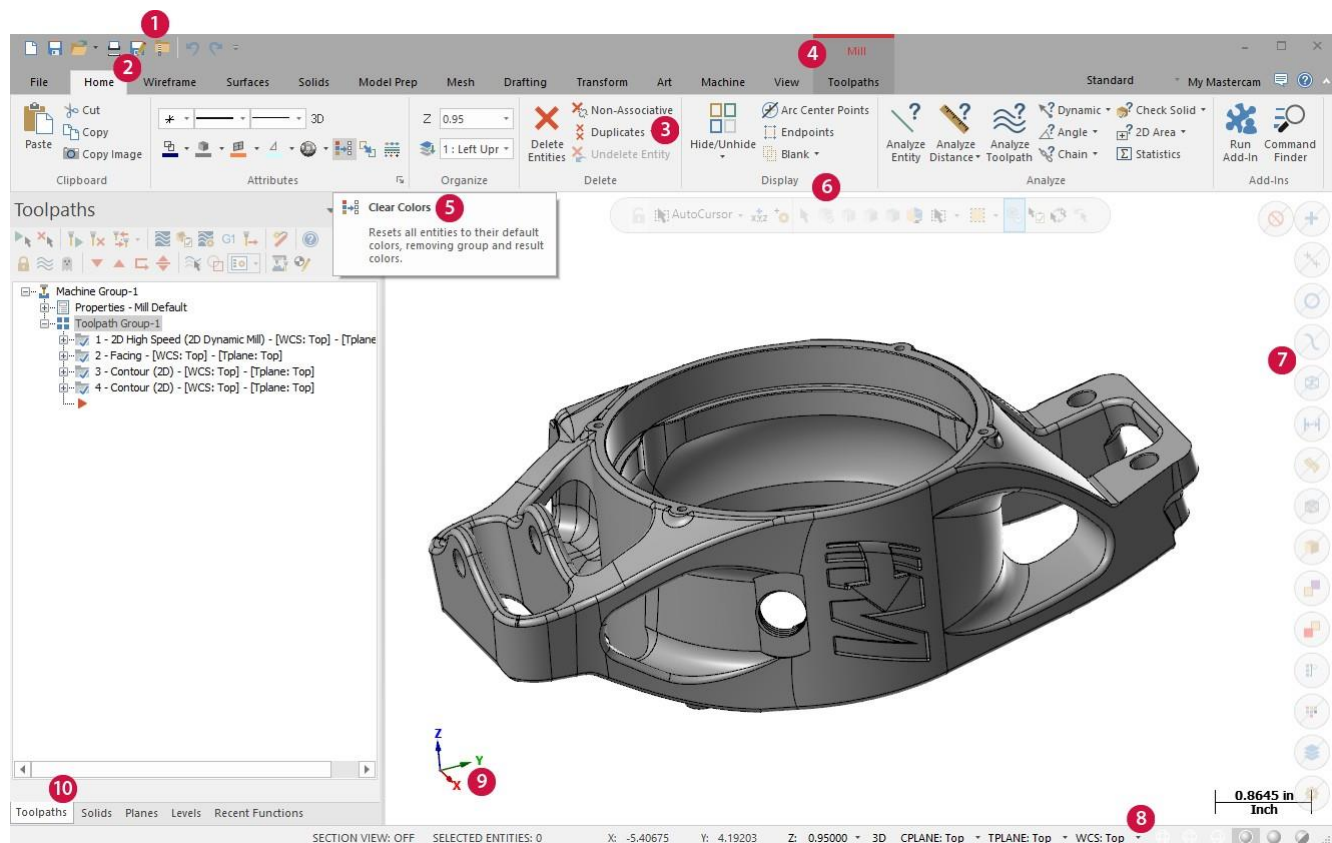 1
4
Mill
2
File Home Wireframe Surfaces Solids Model Prep Mesh Drafting Transform Art Machine View Toolpaths Standard My Mastercam
Paste
Cut
Copy
Copy Image
Clipboard
3D
Attributes
Z 0.95
1 : Left Upr
Organize
Delete Entities
Non-Associative
Duplicates
3
Undelete Entity
Delete
Hide/Unhide
Arc Center Points
Endpoints
Blank
Display
6
Analyze Entity
Analyze Distance
Analyze Toolpath
Dynamic
Angle
Chain
Check Solid
2D Area
Statistics
Analyze
Run Add-In
Command Finder
Add-Ins
Toolpaths
Clear Colors 5
Resets all entities to their default
colors, removing group and result
colors.
AutoCursor
G1
Machine Group-1
Properties - Mill Default
Toolpath Group-1
1 - 2D High Speed (2D Dynamic Mill) - [WCS: Top] - [Tplane
2 - Facing - [WCS: Top] - [Tplane: Top]
3 - Contour (2D) - [WCS: Top] - [Tplane: Top]
4 - Contour (2D) - [WCS: Top] - [Tplane: Top]
7
Z
Y
X
9
10
Toolpaths Solids Planes Levels Recent Functions
0.8645 in
Inch
8
SECTION VIEW: OFF SELECTED ENTITIES: 0 X: -5.40675 Y: 4.19203 Z: 0.95000 3D CPLANE: Top TPLANE: Top WCS: Top